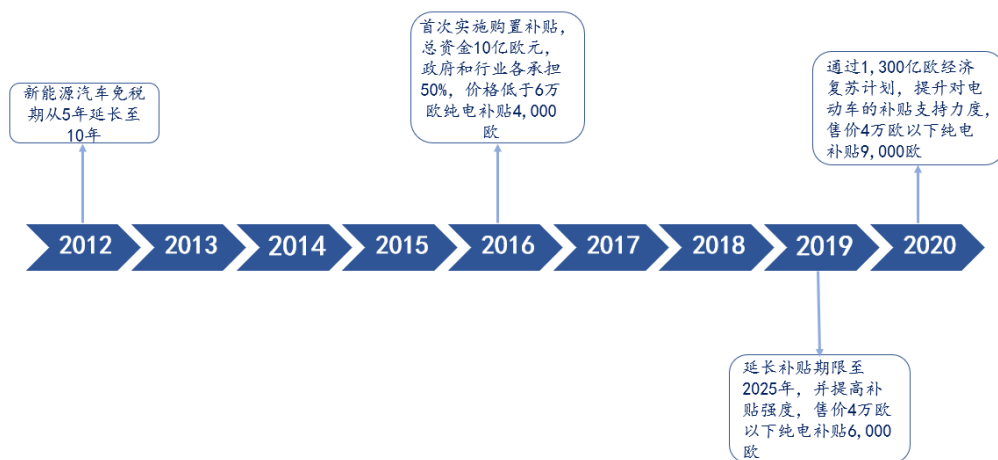 首次实施购置补贴，
总资金10亿欧元，
政府和行业各承担
50%，价格低于6万
欧纯电补贴4,000
欧
通过1,300亿欧经济
复苏计划，提升对电
动车的补贴支持力度，
售价4万欧以下纯电
补贴9,000欧
新能源汽车免税
期从5年延长至
10年
2012
2013
2014
2015
2016
2017
2018
2019
2020
延长补贴期限至
2025年，并提高补
贴强度，售价4万欧
以下纯电补贴6,000
欧